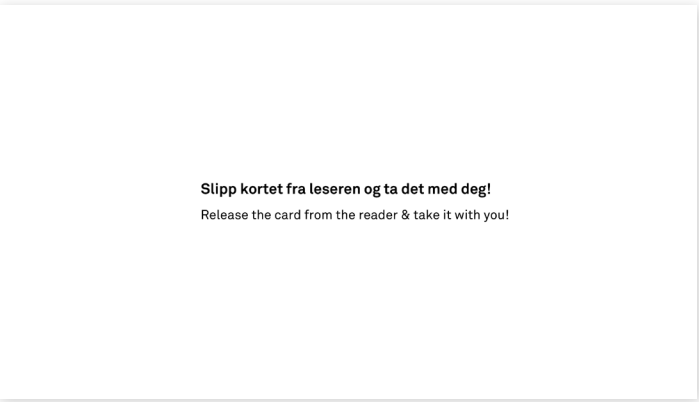 Slipp kortet fra leseren og ta det med deg!
Release the card from the reader & take it with you!